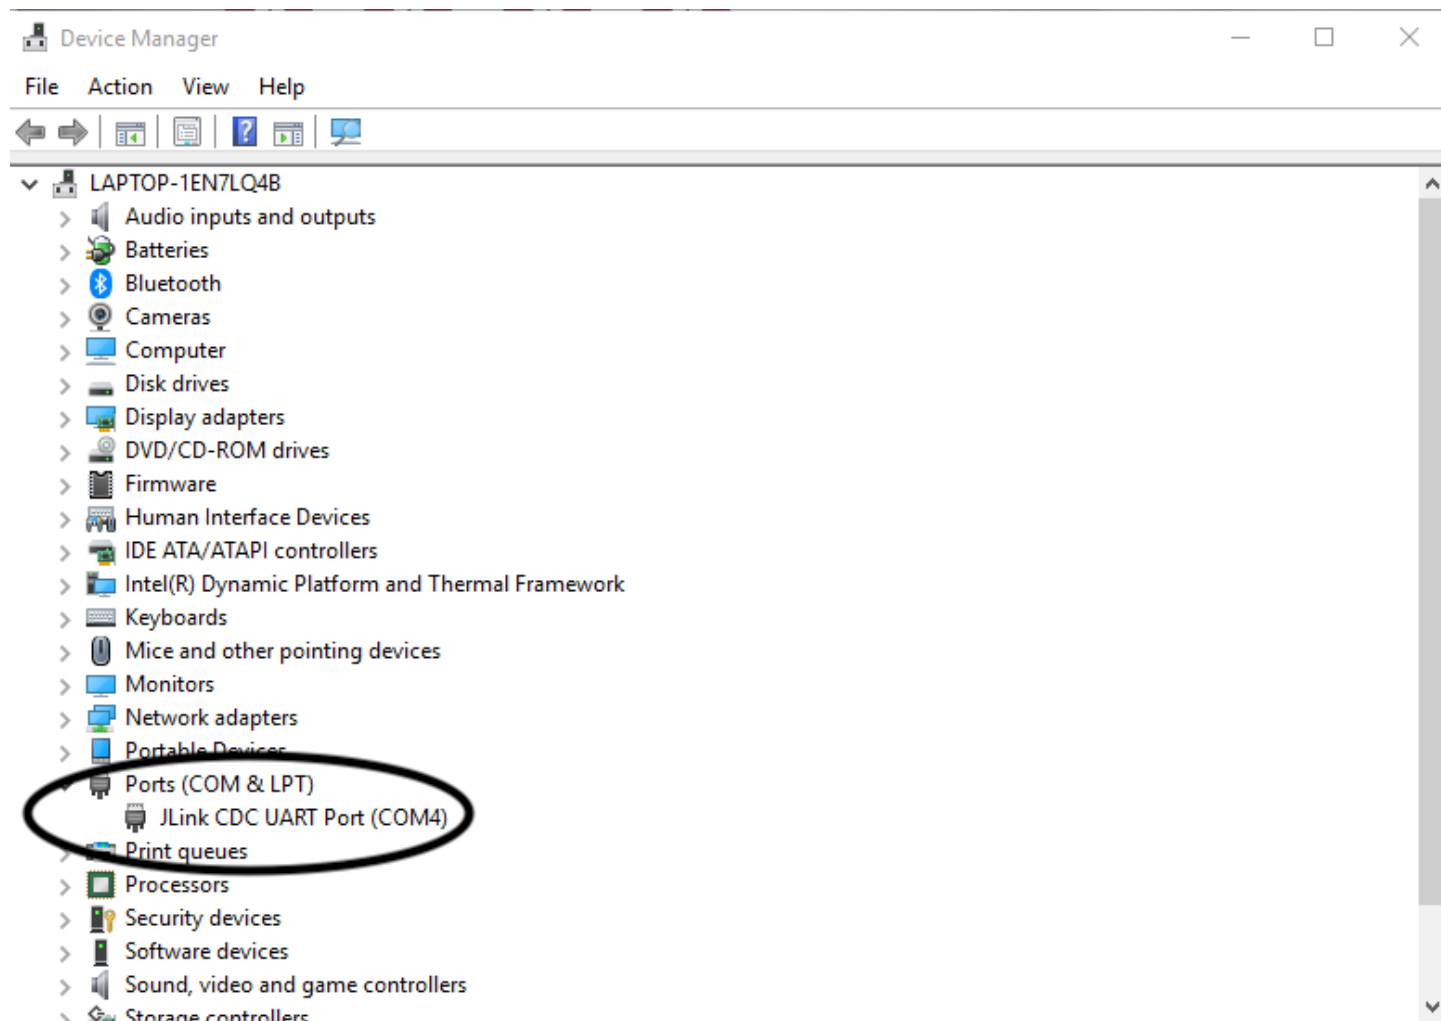 Device Manager
File Action View Help
LAPTOP-1EN7LQ4B
Audio inputs and outputs
Batteries
Bluetooth
Cameras
Computer
Disk drives
Display adapters
DVD/CD-ROM drives
Firmware
Human Interface Devices
IDE ATA/ATAPI controllers
Intel(R) Dynamic Platform and Thermal Framework
Keyboards
Mice and other pointing devices
Monitors
Network adapters
Portable Devices
Ports (COM & LPT)
JLink CDC UART Port (COM4)
Print queues
Processors
Security devices
Software devices
Sound, video and game controllers
Storage controllers